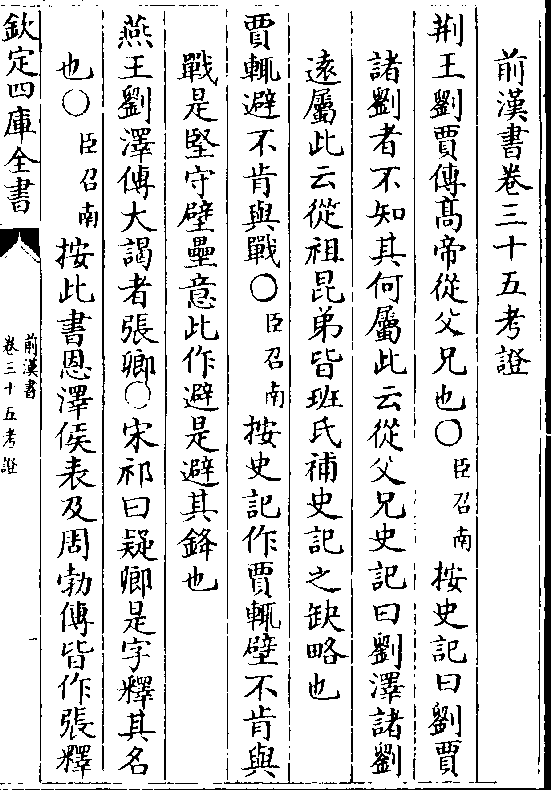 前漢書卷三十五考證
荆王劉賈傳髙帝從父兄也○臣召南按史記曰劉賈
諸劉者不知其何屬此云從父兄史記曰劉澤諸劉
逺屬此云從祖昆弟皆班氏補史記之缺略也
賈輒避不肯與戰○臣召南按史記作賈輒壁不肯與
戰是堅守壁壘意此作避是避其鋒也
燕王劉澤傳大謁者張卿○宋祁曰疑卿是字釋其名
也○臣召南按此書恩澤侯表及周勃傳皆作張釋
欽定四庫全書
前漢書
卷三十五考證
一